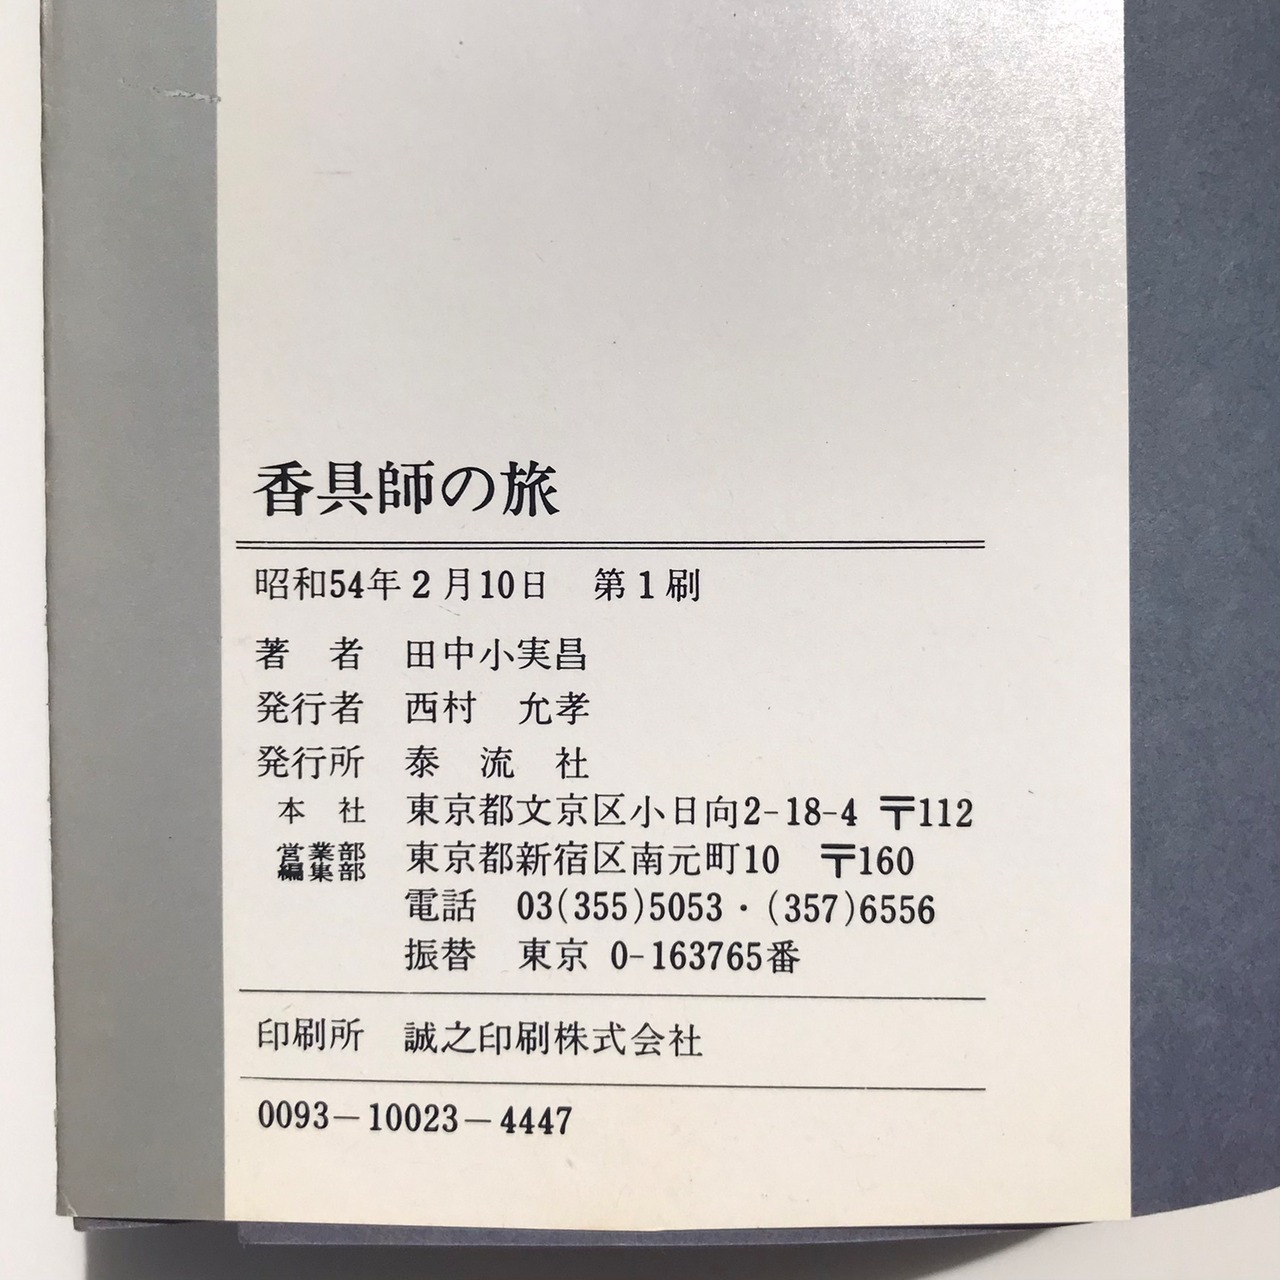 香具師の旅
昭和54年2月10日　第1刷
著　者　田中小実昌
発行者　西村　允孝
発行所　泰　流　社
本　社　東京都文京区小日向2-18-4 〒112
営業部
編集部　東京都新宿区南元町10　〒160
電話　03(355)5053・(357)6556
振替　東京 0-163765番
印刷所　誠之印刷株式会社
0093－10023－4447